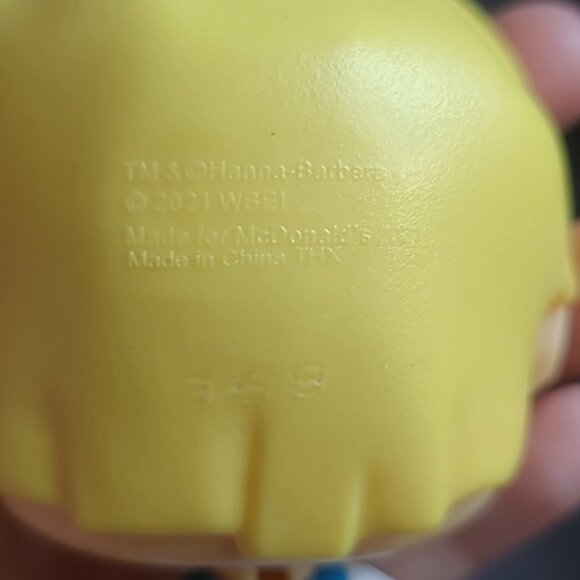 TM & © Hanna-Barbera
© 2021 WBEI
Made for McDonald's
Made in China THX